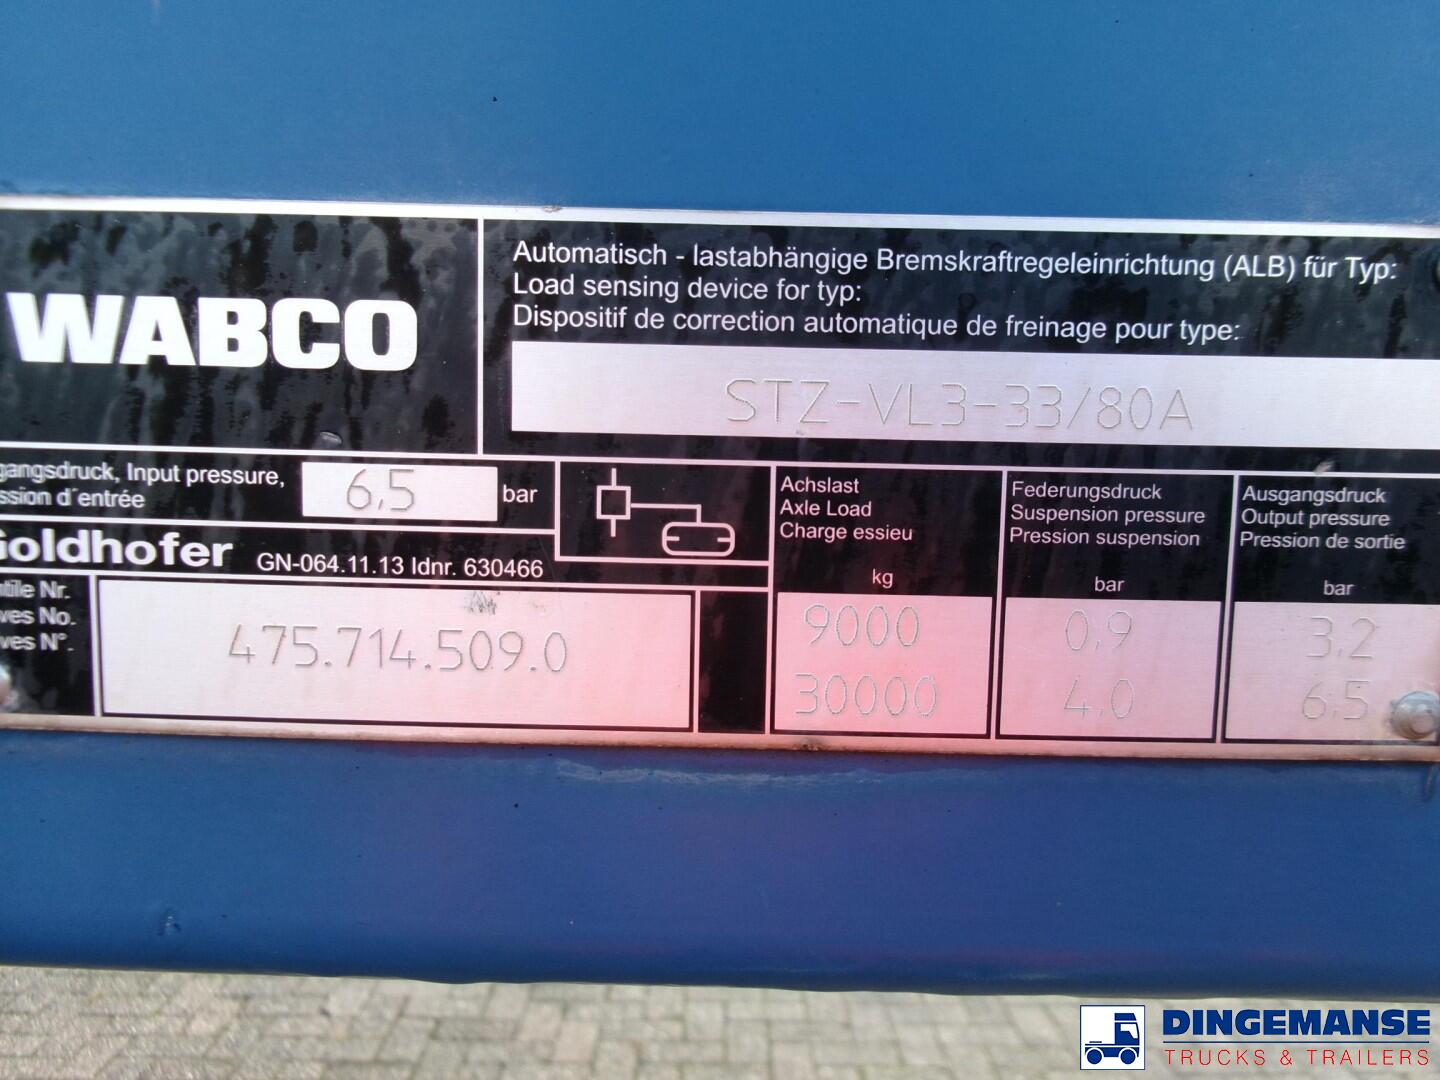 WABCO
Automatisch - lastabhängige Bremskraftregeleinrichtung (ALB) für Typ:
Load sensing device for typ:
Dispositif de correction automatique de freinage pour type:
STZ-VL3-33/80A
gangsdruck, Input pressure,
ssion d´entrée
6,5
bar
Goldhofer GN-064.11.13 Idnr. 630466
ntile Nr.
ves No.
ves N°.
475.714.509.0
Achslast
Axle Load
Charge essieu
kg
9000
30000
Federungsdruck
Suspension pressure
Pression suspension
bar
0,9
4,0
Ausgangsdruck
Output pressure
Pression de sortie
bar
3,2
6,5
DINGEMANSE
TRUCKS & TRAILERS